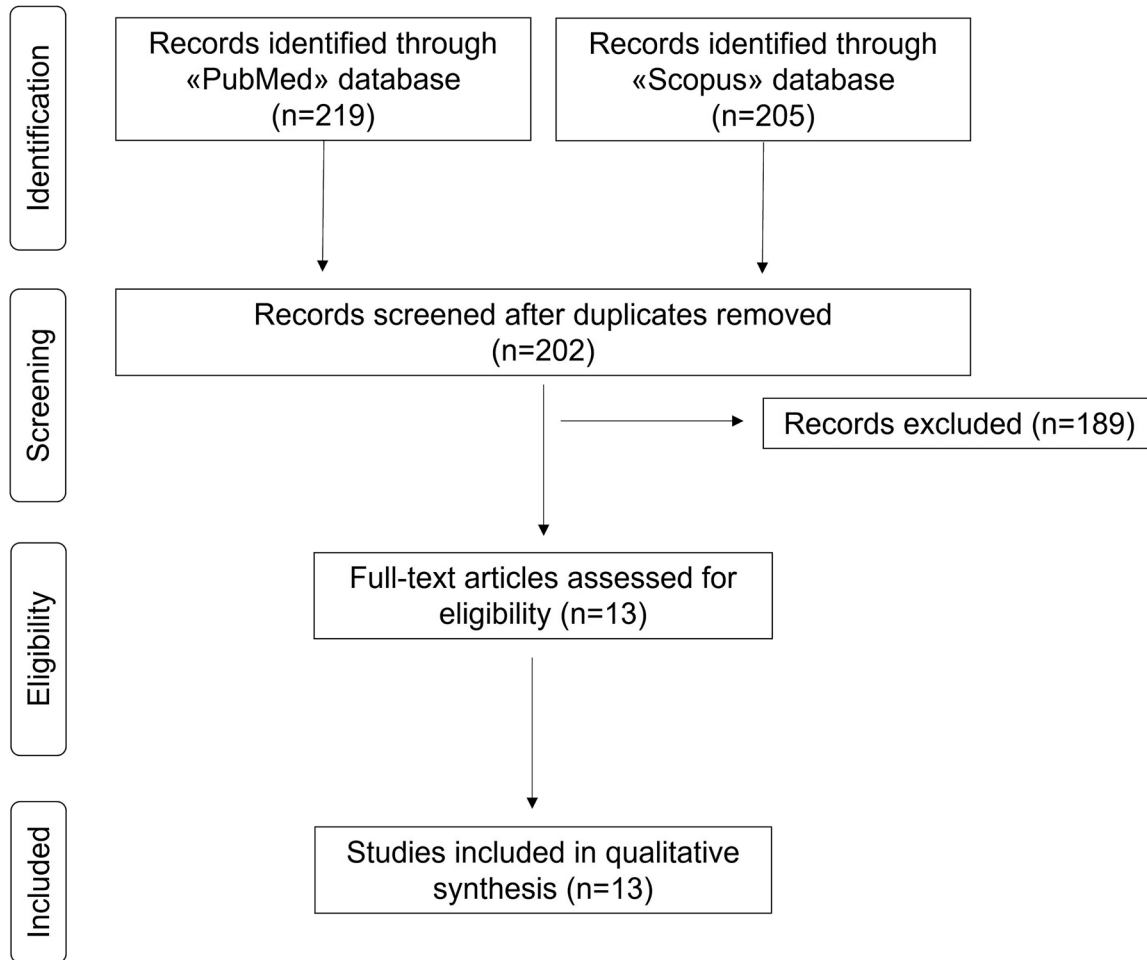 Identification
Records identified through
«PubMed» database
(n=219)
Records identified through
«Scopus» database
(n=205)
Screening
Records screened after duplicates removed
(n=202)
Records excluded (n=189)
Eligibility
Full-text articles assessed for
eligibility (n=13)
Included
Studies included in qualitative
synthesis (n=13)